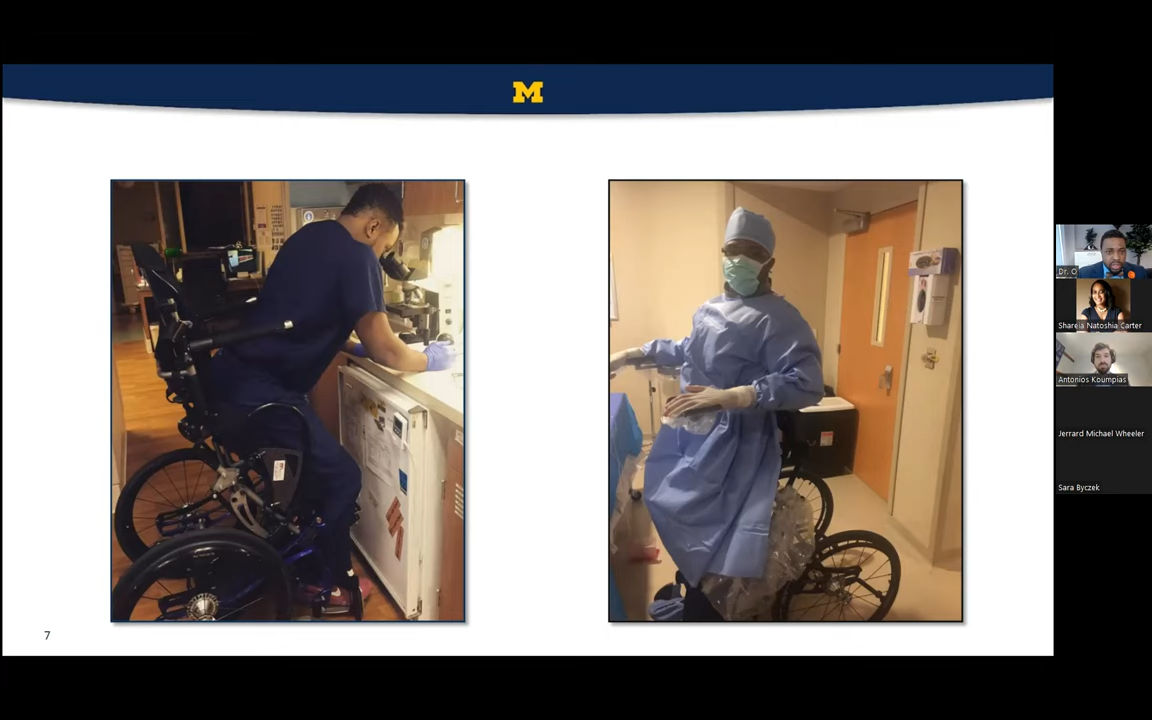 M
7
Dr. O
Shareia Natoshia Carter
Antonios Koumpias
Jerrard Michael Wheeler
Sara Byczek